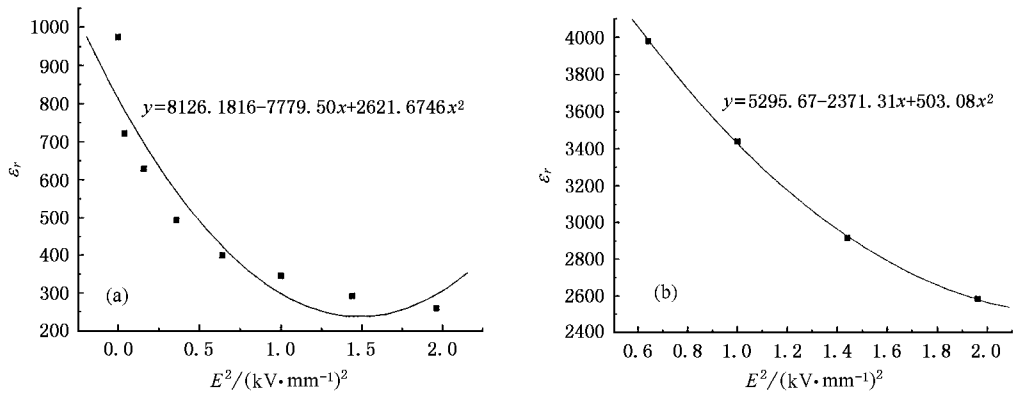 1000
900
800
700
600
500
400
300
200
εr
y=8126.1816−7779.50x+2621.6746x²
(a)
0.0 0.5 1.0 1.5 2.0
E²/(kV·mm⁻¹)²
4000
3800
3600
3400
3200
3000
2800
2600
2400
εr
y=5295.67−2371.31x+503.08x²
(b)
0.6 0.8 1.0 1.2 1.4 1.6 1.8 2.0
E²/(kV·mm⁻¹)²